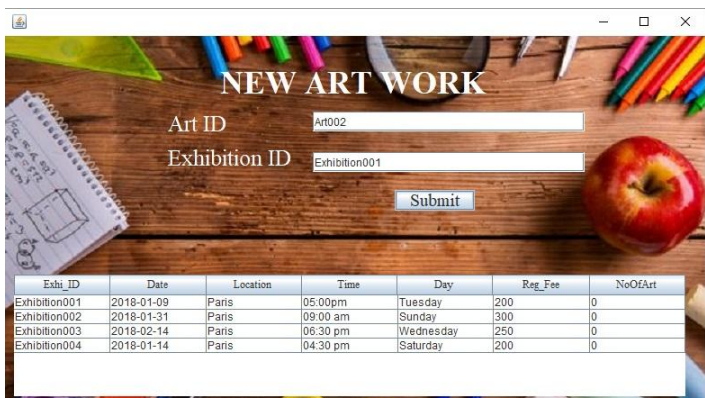 NEW ART WORK
Art ID Art002
Exhibition ID Exhibition001
Submit
Exhi_ID Date Location Time Day Reg_Fee NoOfArt
Exhibition001 2018-01-09 Paris 05:00pm Tuesday 200 0
Exhibition002 2018-01-31 Paris 09:00 am Sunday 300 0
Exhibition003 2018-02-14 Paris 06:30 pm Wednesday 250 0
Exhibition004 2018-01-14 Paris 04:30 pm Saturday 200 0